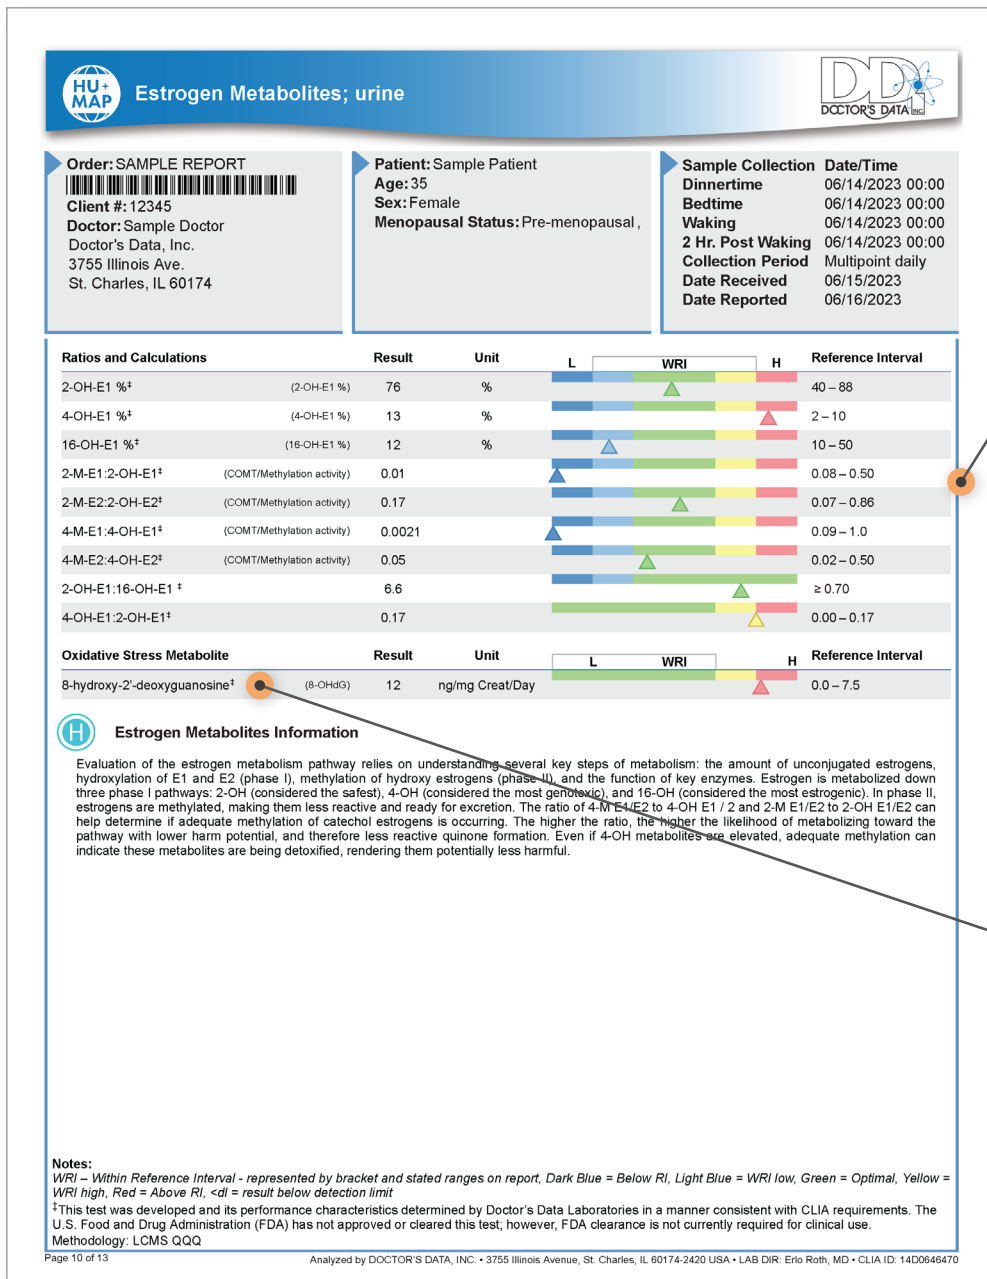 HU+
MAP
Estrogen Metabolites; urine
DDI
DOCTOR'S DATA INC.
Order: SAMPLE REPORT
Client #: 12345
Doctor: Sample Doctor
Doctor's Data, Inc.
3755 Illinois Ave.
St. Charles, IL 60174
Patient: Sample Patient
Age: 35
Sex: Female
Menopausal Status: Pre-menopausal ,
Sample Collection Date/Time
Dinnertime 06/14/2023 00:00
Bedtime 06/14/2023 00:00
Waking 06/14/2023 00:00
2 Hr. Post Waking 06/14/2023 00:00
Collection Period Multipoint daily
Date Received 06/15/2023
Date Reported 06/16/2023
Ratios and Calculations Result Unit L WRI H Reference Interval
2-OH-E1 %‡ (2-OH-E1 %) 76 % 40 – 88
4-OH-E1 %‡ (4-OH-E1 %) 13 % 2 – 10
16-OH-E1 %‡ (16-OH-E1 %) 12 % 10 – 50
2-M-E1:2-OH-E1‡ (COMT/Methylation activity) 0.01 0.08 – 0.50
2-M-E2:2-OH-E2‡ (COMT/Methylation activity) 0.17 0.07 – 0.86
4-M-E1:4-OH-E1‡ (COMT/Methylation activity) 0.0021 0.09 – 1.0
4-M-E2:4-OH-E2‡ (COMT/Methylation activity) 0.05 0.02 – 0.50
2-OH-E1:16-OH-E1 ‡ 6.6 ≥ 0.70
4-OH-E1:2-OH-E1‡ 0.17 0.00 – 0.17
Oxidative Stress Metabolite Result Unit L WRI H Reference Interval
8-hydroxy-2'-deoxyguanosine‡ (8-OHdG) 12 ng/mg Creat/Day 0.0 – 7.5
H Estrogen Metabolites Information
Evaluation of the estrogen metabolism pathway relies on understanding several key steps of metabolism: the amount of unconjugated estrogens,
hydroxylation of E1 and E2 (phase I), methylation of hydroxy estrogens (phase II), and the function of key enzymes. Estrogen is metabolized down
three phase I pathways: 2-OH (considered the safest), 4-OH (considered the most genotoxic), and 16-OH (considered the most estrogenic). In phase II,
estrogens are methylated, making them less reactive and ready for excretion. The ratio of 4-M E1/E2 to 4-OH E1 / 2 and 2-M E1/E2 to 2-OH E1/E2 can
help determine if adequate methylation of catechol estrogens is occurring. The higher the ratio, the higher the likelihood of metabolizing toward the
pathway with lower harm potential, and therefore less reactive quinone formation. Even if 4-OH metabolites are elevated, adequate methylation can
indicate these metabolites are being detoxified, rendering them potentially less harmful.
Notes:
WRI – Within Reference Interval - represented by bracket and stated ranges on report, Dark Blue = Below RI, Light Blue = WRI low, Green = Optimal, Yellow =
WRI high, Red = Above RI, <dl = result below detection limit
‡This test was developed and its performance characteristics determined by Doctor's Data Laboratories in a manner consistent with CLIA requirements. The
U.S. Food and Drug Administration (FDA) has not approved or cleared this test; however, FDA clearance is not currently required for clinical use.
Methodology: LCMS QQQ
Page 10 of 13 Analyzed by DOCTOR'S DATA, INC. • 3755 Illinois Avenue, St. Charles, IL 60174-2420 USA • LAB DIR: Erlo Roth, MD • CLIA ID: 14D0646470